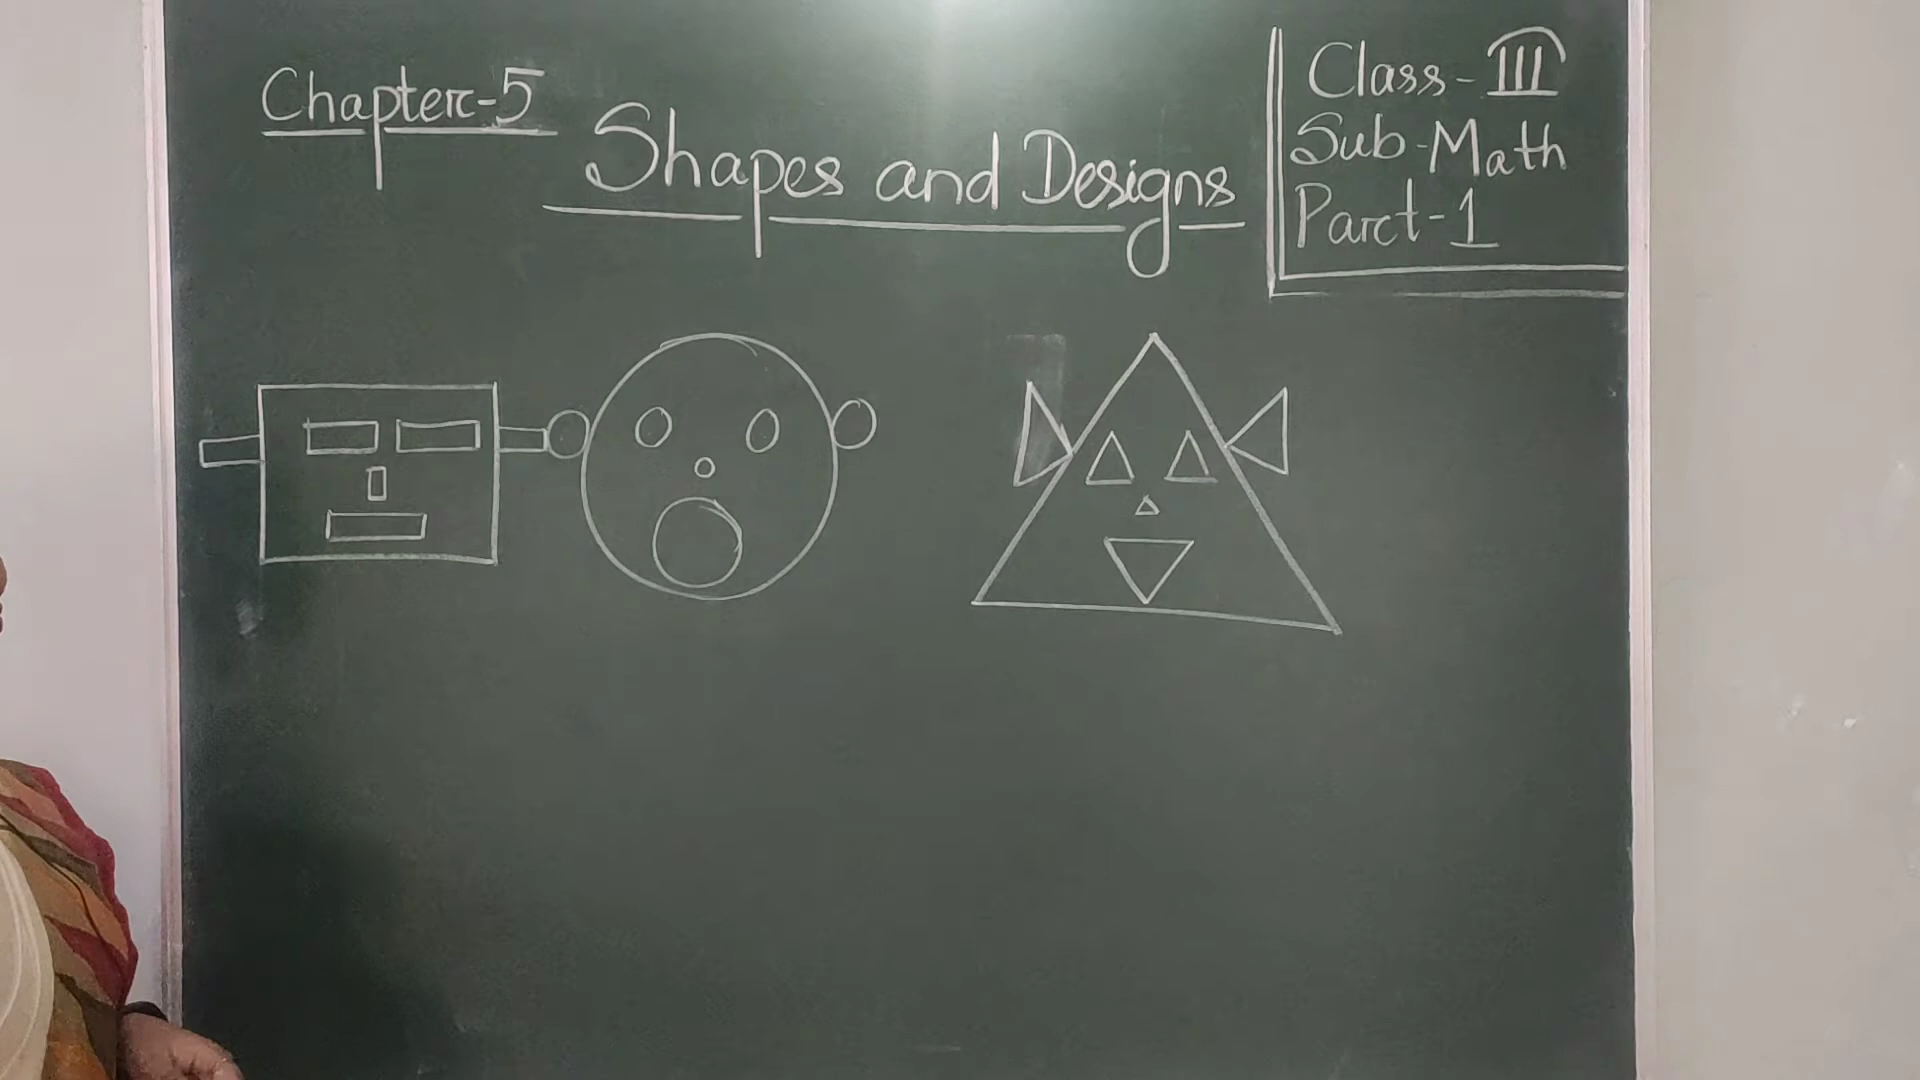 Chapter-5
Shapes and Designs
Class-III
Sub-Math
Part-1